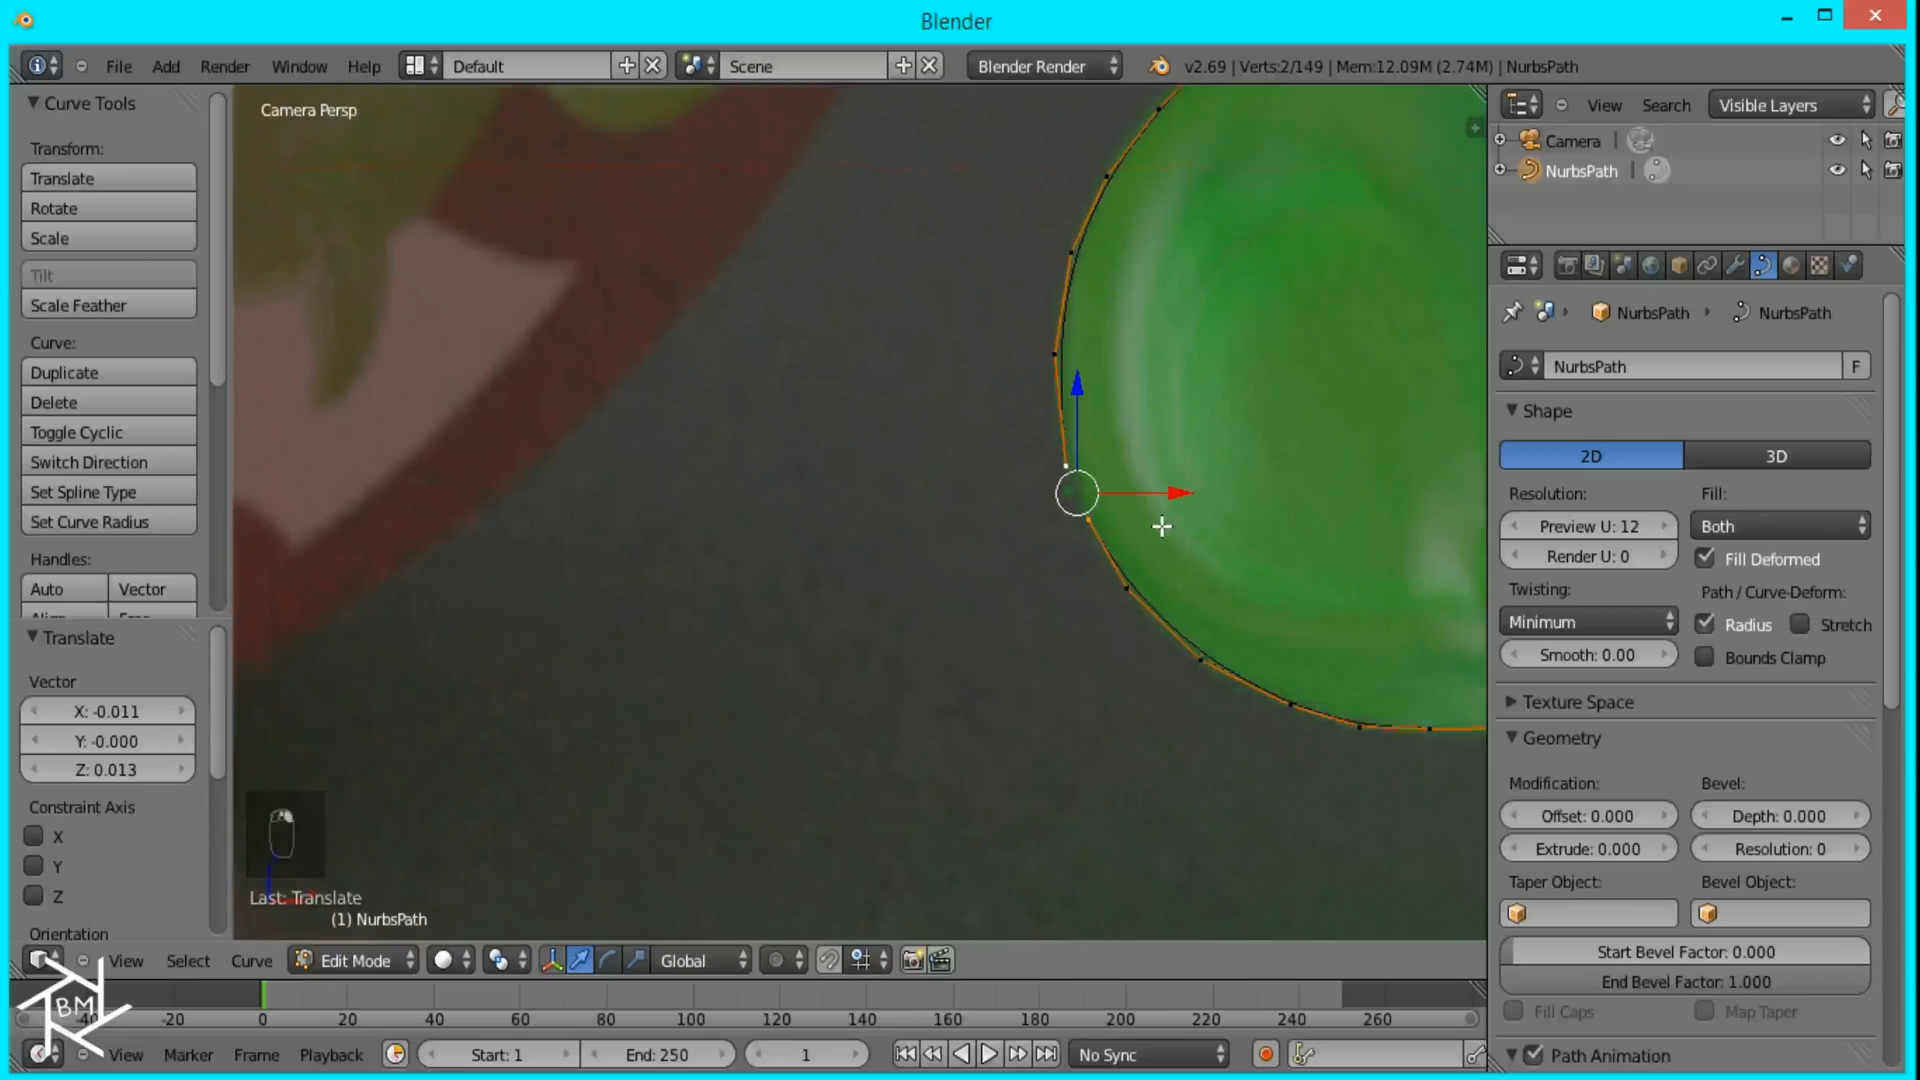 Blender
File Add Render Window Help Default Scene Blender Render v2.69 | Verts:2/149 | Mem:12.09M (2.74M) | NurbsPath
Curve Tools
Transform:
Translate
Rotate
Scale
Tilt
Scale Feather
Curve:
Duplicate
Delete
Toggle Cyclic
Switch Direction
Set Spline Type
Set Curve Radius
Handles:
Auto Vector
Translate
Vector
X: -0.011
Y: -0.000
Z: 0.013
Constraint Axis
X
Y
Z
Orientation
Camera Persp
Last: Translate
(1) NurbsPath
View Search Visible Layers
Camera
NurbsPath
NurbsPath NurbsPath
NurbsPath F
Shape
2D 3D
Resolution: Fill:
Preview U: 12 Both
Render U: 0 Fill Deformed
Twisting: Path / Curve-Deform:
Minimum Radius Stretch
Smooth: 0.00 Bounds Clamp
Texture Space
Geometry
Modification: Bevel:
Offset: 0.000 Depth: 0.000
Extrude: 0.000 Resolution: 0
Taper Object: Bevel Object:
Start Bevel Factor: 0.000
End Bevel Factor: 1.000
Fill Caps Map Taper
Path Animation
View Select Curve Edit Mode Global
BM
-40 -20 0 20 40 60 80 100 120 140 160 180 200 220 240 260
View Marker Frame Playback Start: 1 End: 250 1 No Sync